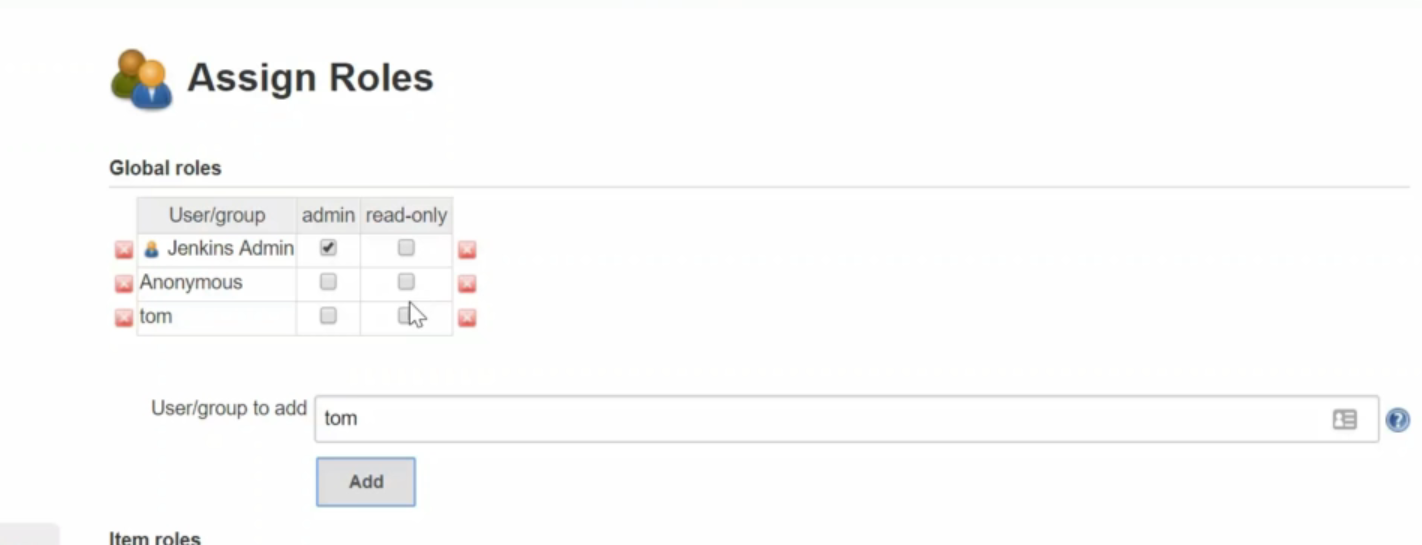 Assign Roles
Global roles
User/group admin read-only
Jenkins Admin
Anonymous
tom
User/group to add tom
Add
Item roles